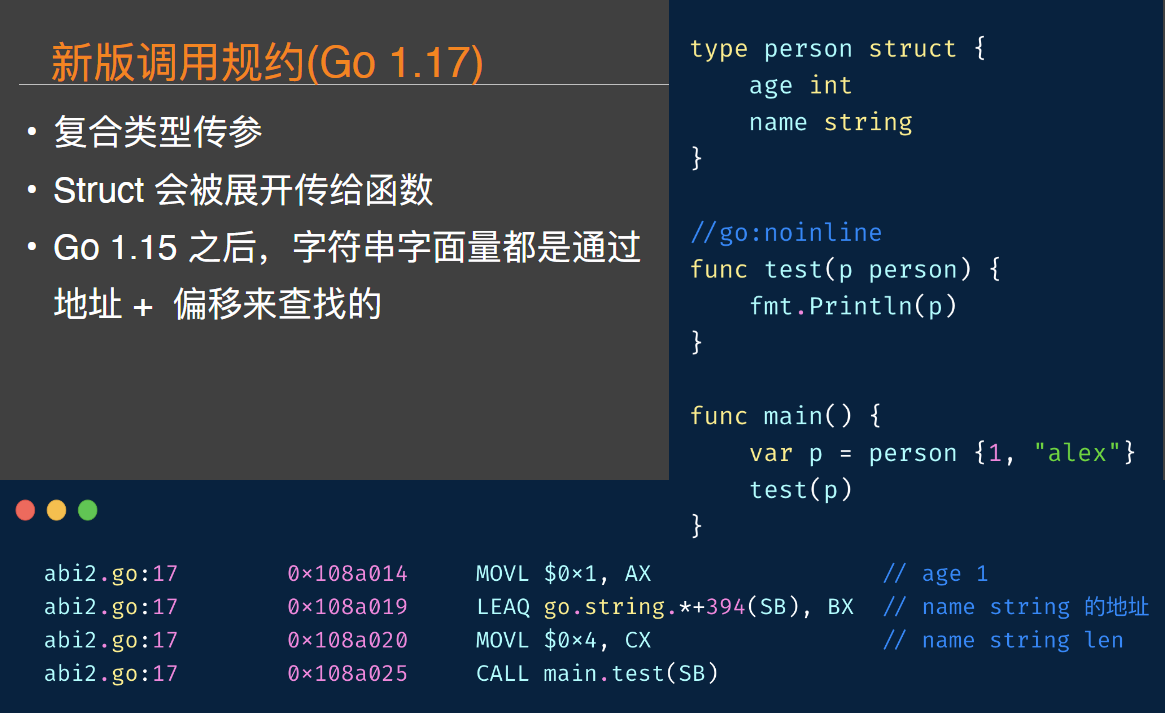 新版调用规约(Go 1.17)
• 复合类型传参
• Struct 会被展开传给函数
• Go 1.15 之后，字符串字面量都是通过
地址 + 偏移来查找的
type person struct {
    age int
    name string
}
//go:noinline
func test(p person) {
    fmt.Println(p)
}
func main() {
    var p = person {1, "alex"}
    test(p)
}
abi2.go:17 0×108a014 MOVL $0×1, AX // age 1
abi2.go:17 0×108a019 LEAQ go.string.*+394(SB), BX // name string 的地址
abi2.go:17 0×108a020 MOVL $0×4, CX // name string len
abi2.go:17 0×108a025 CALL main.test(SB)